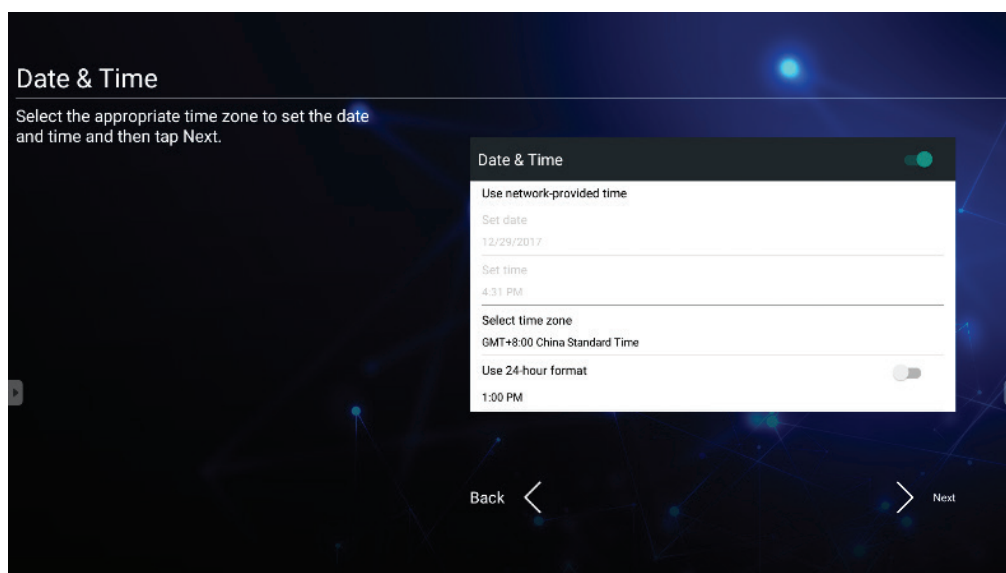 Date & Time
Select the appropriate time zone to set the date
and time and then tap Next.
Date & Time
Use network-provided time
Set date
12/29/2017
Set time
4:31 PM
Select time zone
GMT+8:00 China Standard Time
Use 24-hour format
1:00 PM
Back
Next